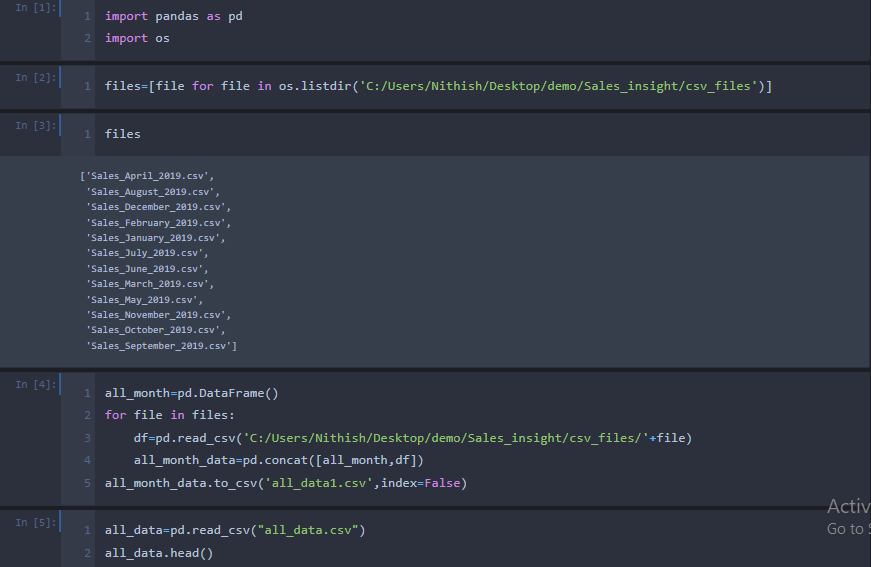 In [1]:
1 import pandas as pd
2 import os
In [2]:
1 files=[file for file in os.listdir('C:/Users/Nithish/Desktop/demo/Sales_insight/csv_files')]
In [3]:
1 files
['Sales_April_2019.csv',
'Sales_August_2019.csv',
'Sales_December_2019.csv',
'Sales_February_2019.csv',
'Sales_January_2019.csv',
'Sales_July_2019.csv',
'Sales_June_2019.csv',
'Sales_March_2019.csv',
'Sales_May_2019.csv',
'Sales_November_2019.csv',
'Sales_October_2019.csv',
'Sales_September_2019.csv']
In [4]:
1 all_month=pd.DataFrame()
2 for file in files:
3     df=pd.read_csv('C:/Users/Nithish/Desktop/demo/Sales_insight/csv_files/'+file)
4     all_month_data=pd.concat([all_month,df])
5 all_month_data.to_csv('all_data1.csv',index=False)
Activ
Go to S
In [5]:
1 all_data=pd.read_csv("all_data.csv")
2 all_data.head()